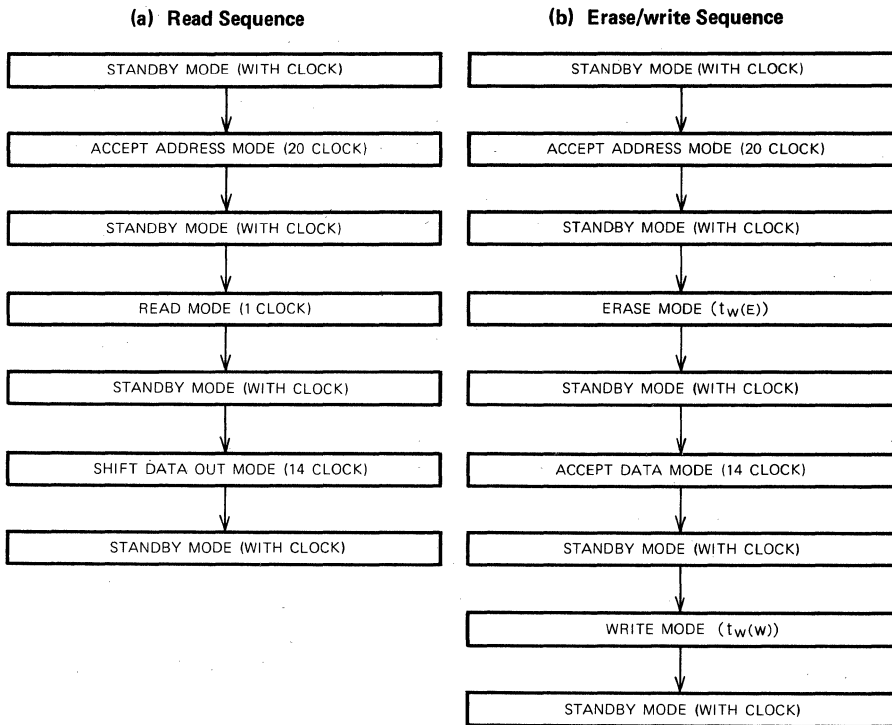 (a) Read Sequence
STANDBY MODE (WITH CLOCK)
ACCEPT ADDRESS MODE (20 CLOCK)
STANDBY MODE (WITH CLOCK)
READ MODE (1 CLOCK)
STANDBY MODE (WITH CLOCK)
SHIFT DATA OUT MODE (14 CLOCK)
STANDBY MODE (WITH CLOCK)
(b) Erase/write Sequence
STANDBY MODE (WITH CLOCK)
ACCEPT ADDRESS MODE (20 CLOCK)
STANDBY MODE (WITH CLOCK)
ERASE MODE (tW(E))
STANDBY MODE (WITH CLOCK)
ACCEPT DATA MODE (14 CLOCK)
STANDBY MODE (WITH CLOCK)
WRITE MODE (tW(W))
STANDBY MODE (WITH CLOCK)